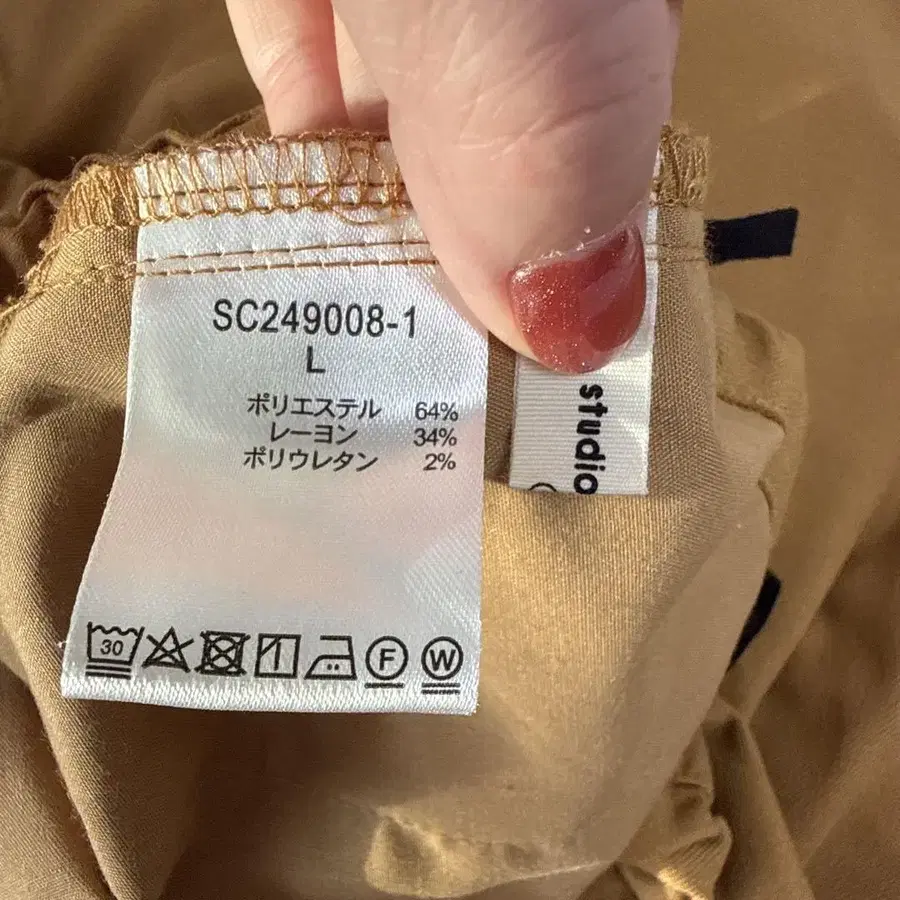 SC249008-1
L
ポリエステル 64%
レーヨン 34%
ポリウレタン 2%
30
F
W
studio